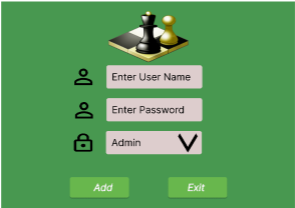 Enter User Name
Enter Password
Admin
Add
Exit